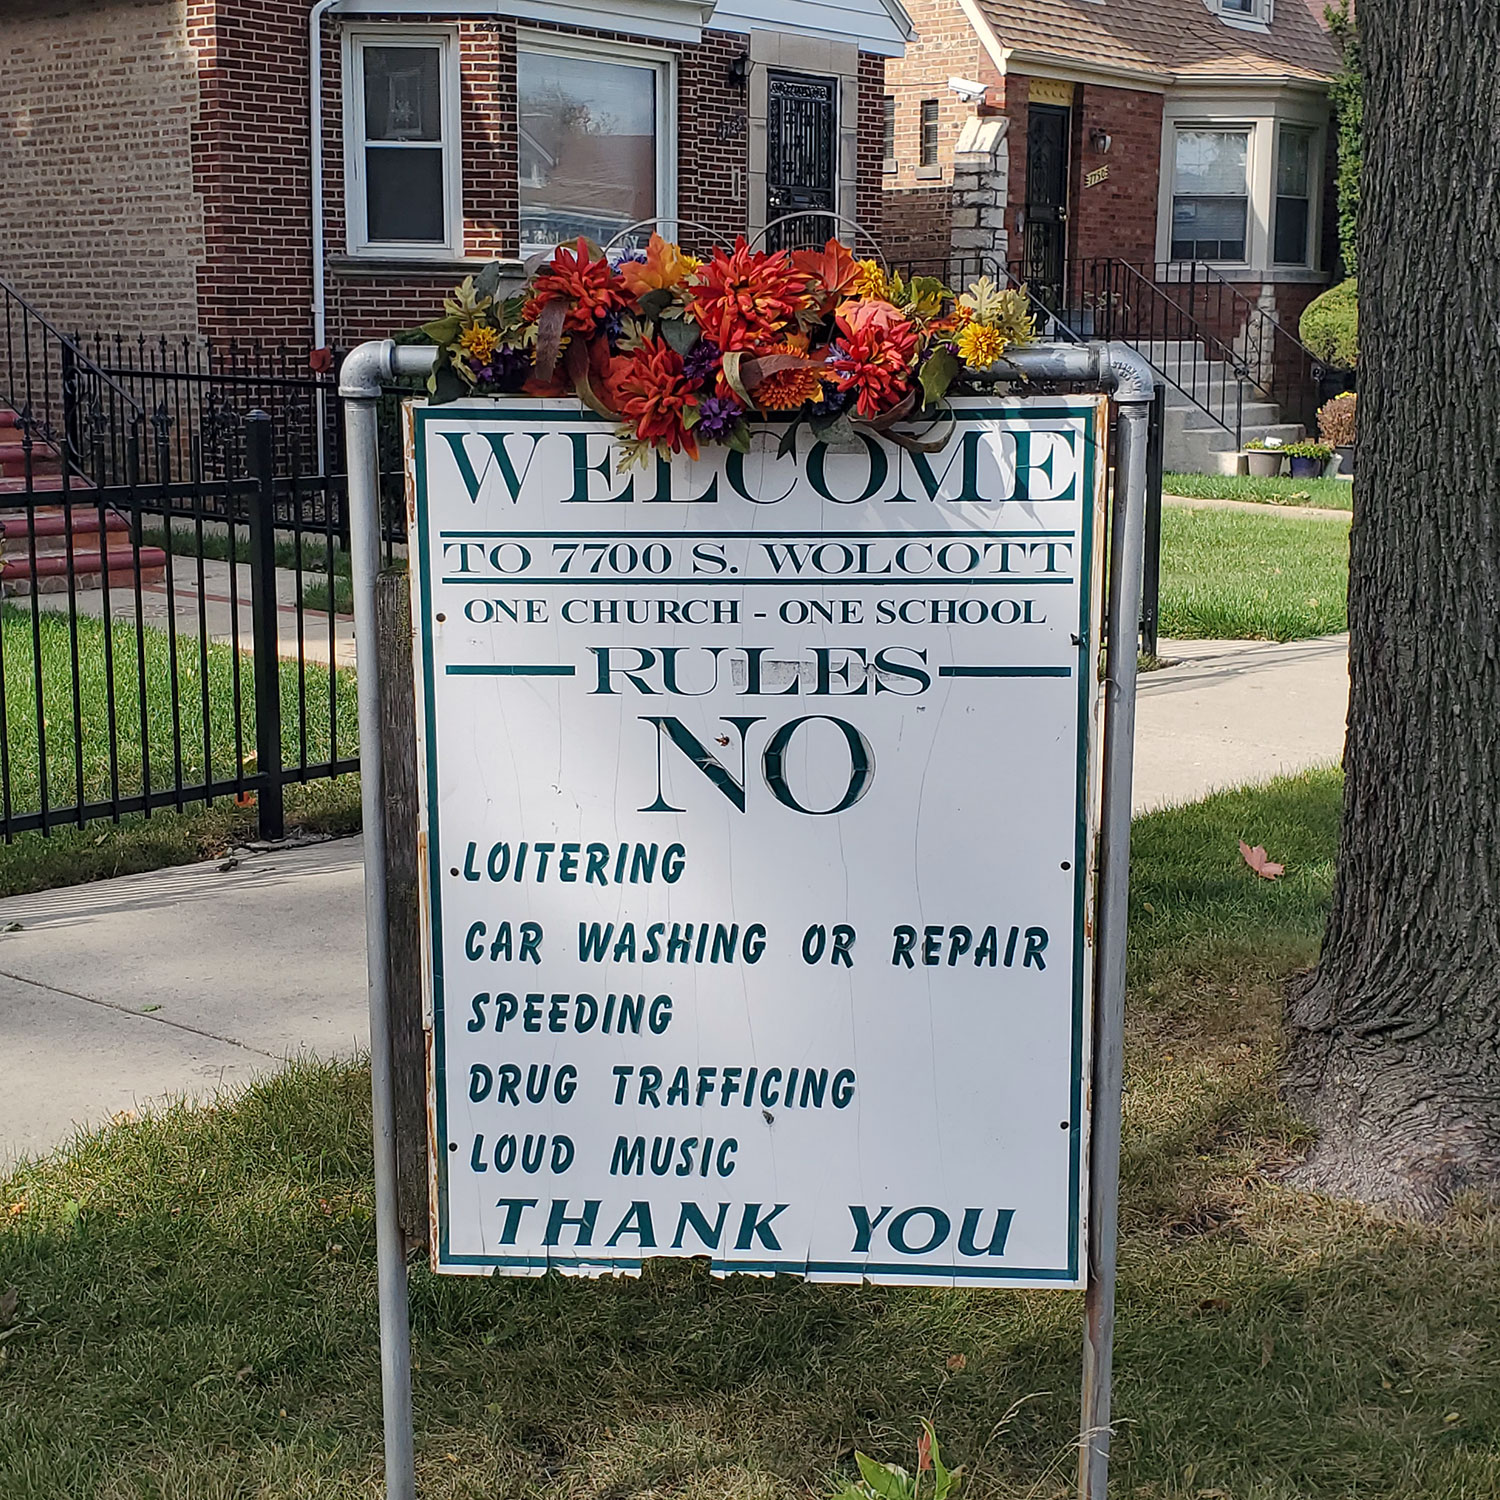 WELCOME
TO 7700 S. WOLCOTT
ONE CHURCH - ONE SCHOOL
RULES
NO
LOITERING
CAR WASHING OR REPAIR
SPEEDING
DRUG TRAFFICING
LOUD MUSIC
THANK YOU